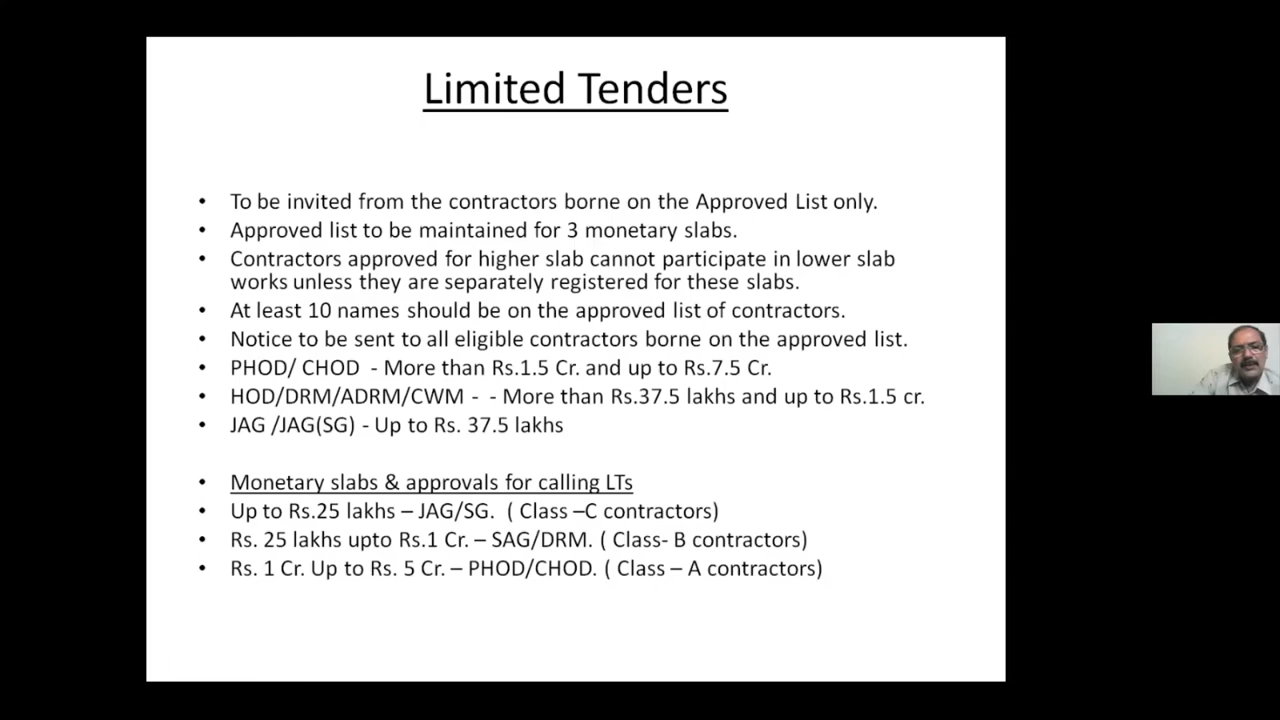 Limited Tenders
• To be invited from the contractors borne on the Approved List only.
• Approved list to be maintained for 3 monetary slabs.
• Contractors approved for higher slab cannot participate in lower slab
works unless they are separately registered for these slabs.
• At least 10 names should be on the approved list of contractors.
• Notice to be sent to all eligible contractors borne on the approved list.
• PHOD/ CHOD - More than Rs.1.5 Cr. and up to Rs.7.5 Cr.
• HOD/DRM/ADRM/CWM - - More than Rs.37.5 lakhs and up to Rs.1.5 cr.
• JAG /JAG(SG) - Up to Rs. 37.5 lakhs
• Monetary slabs & approvals for calling LTs
• Up to Rs.25 lakhs – JAG/SG. ( Class –C contractors)
• Rs. 25 lakhs upto Rs.1 Cr. – SAG/DRM. ( Class- B contractors)
• Rs. 1 Cr. Up to Rs. 5 Cr. – PHOD/CHOD. ( Class – A contractors)